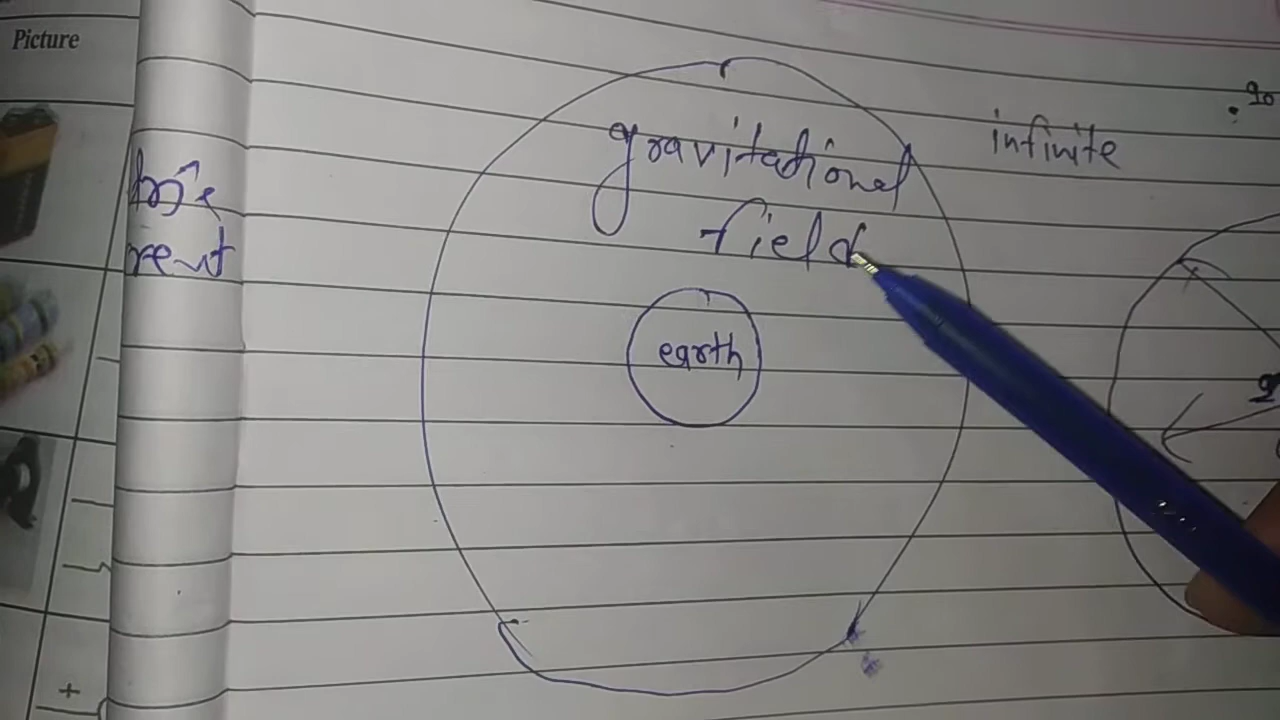 Picture
gravitational
field
infinite
earth
+